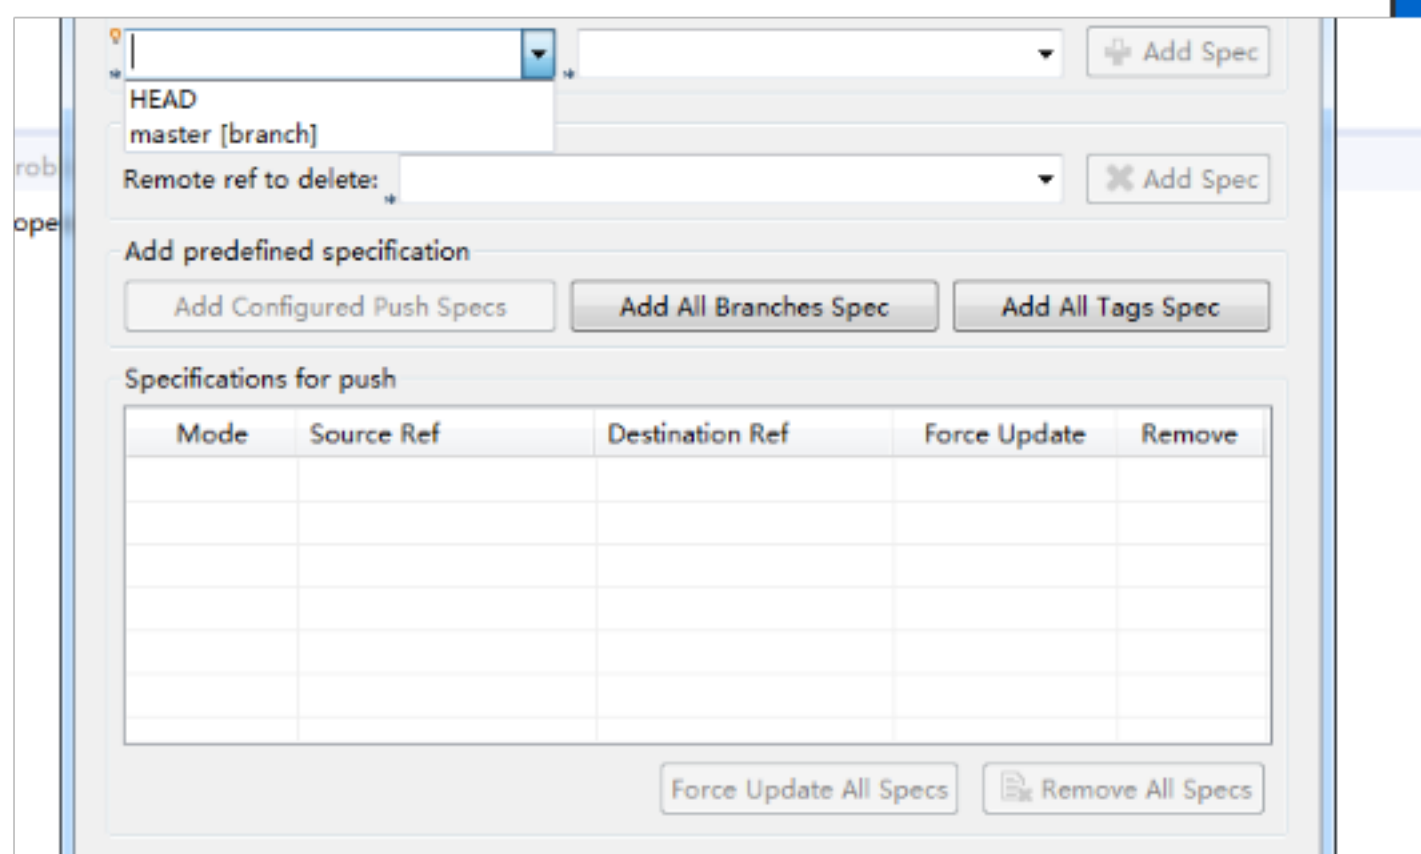 Add Spec
HEAD
master [branch]
rob
Remote ref to delete:
Add Spec
ope
Add predefined specification
Add Configured Push Specs
Add All Branches Spec
Add All Tags Spec
Specifications for push
Mode
Source Ref
Destination Ref
Force Update
Remove
Force Update All Specs
Remove All Specs